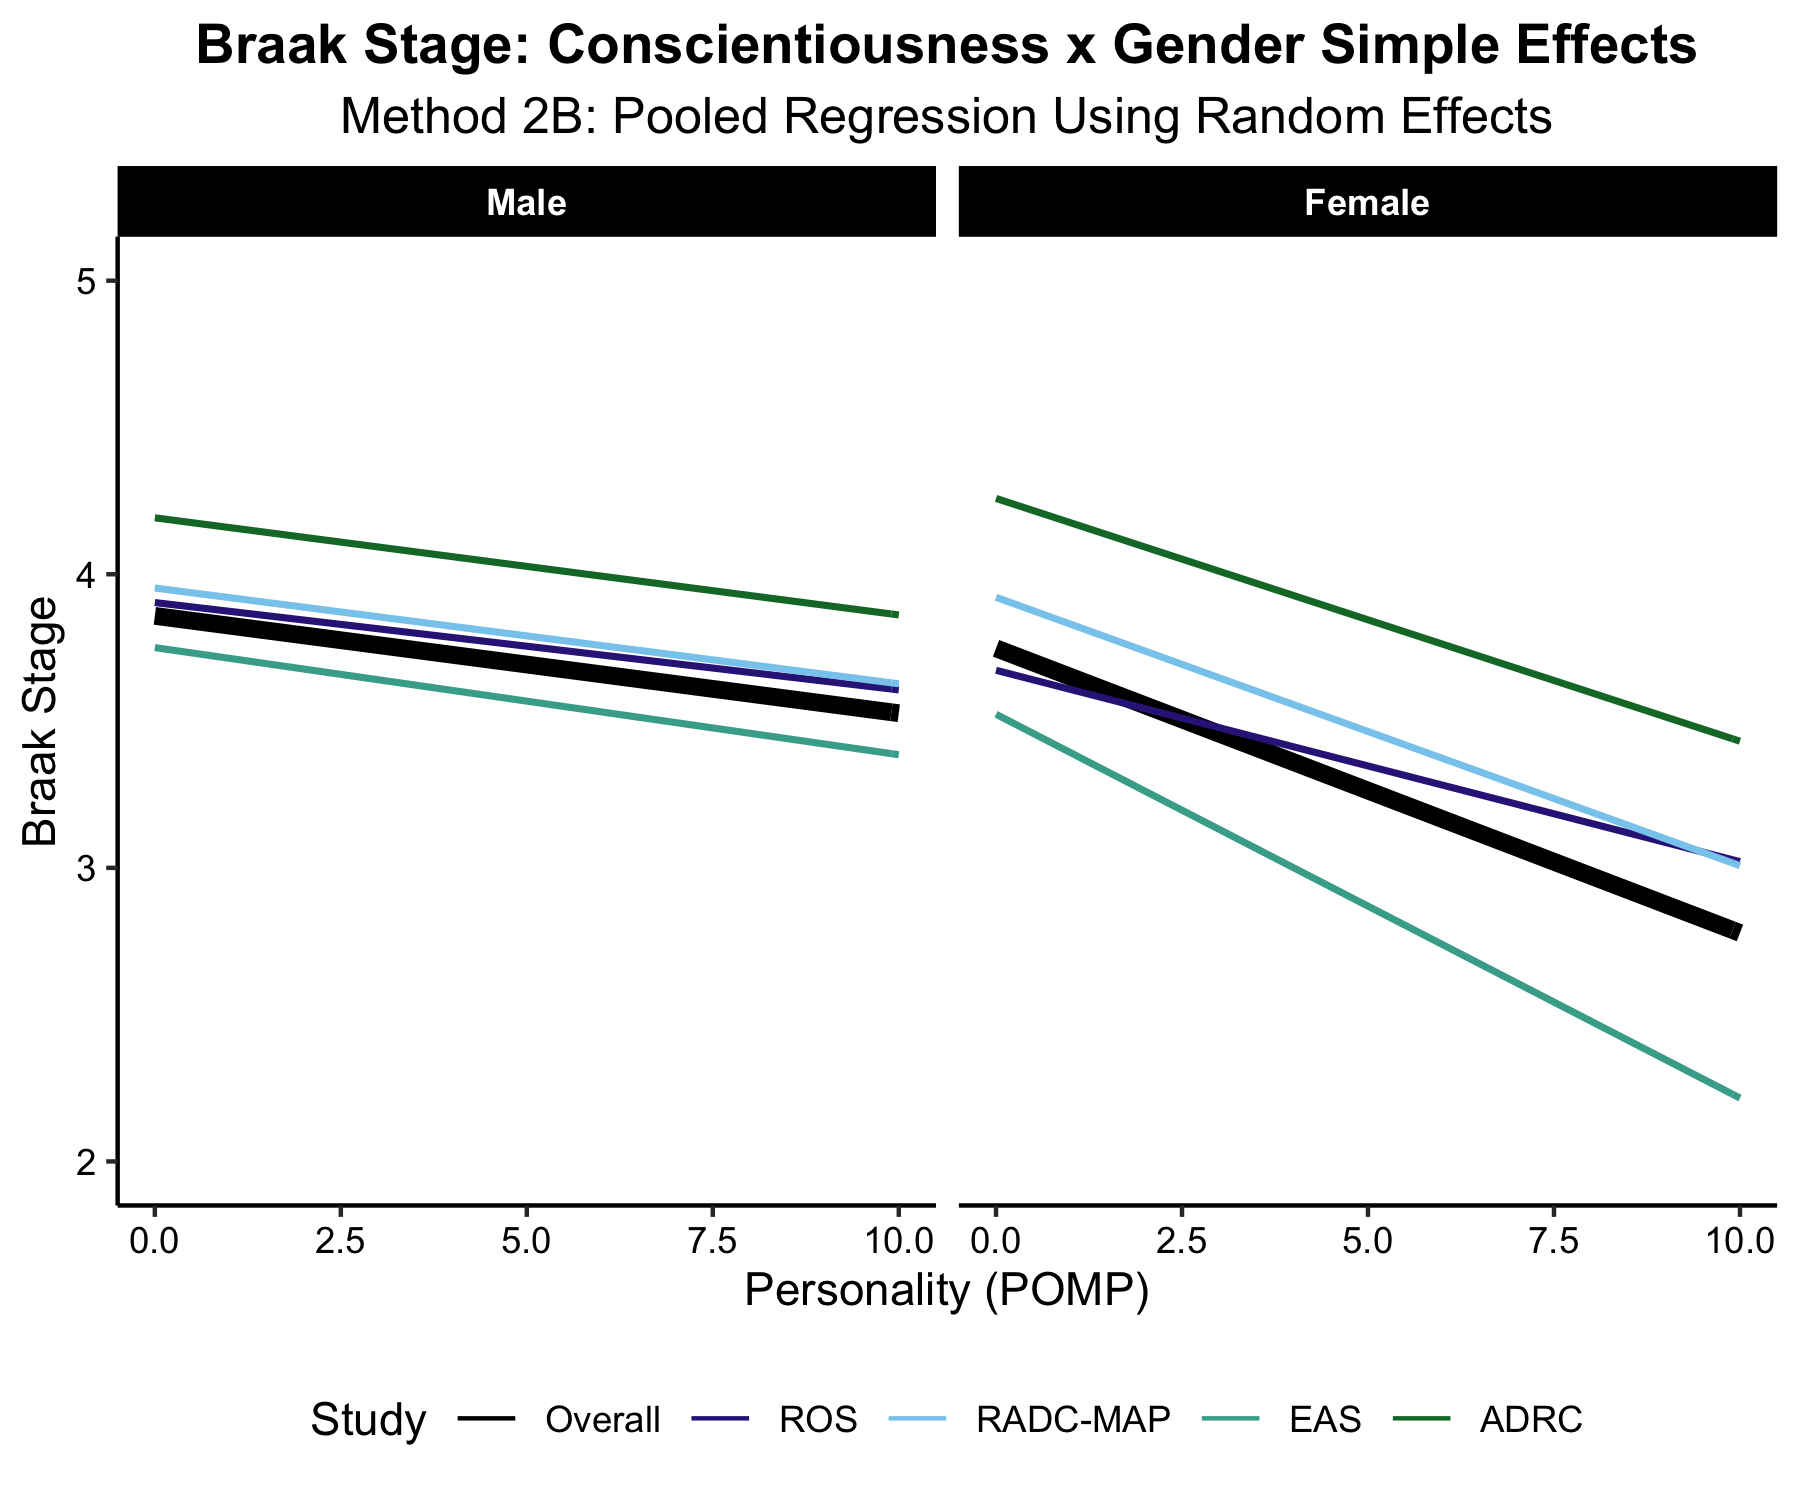 Braak Stage: Conscientiousness x Gender Simple Effects
Method 2B: Pooled Regression Using Random Effects
Male Female
5
4
3
2
Braak Stage
0.0 2.5 5.0 7.5 10.0 0.0 2.5 5.0 7.5 10.0
Personality (POMP)
Study Overall ROS RADC-MAP EAS ADRC